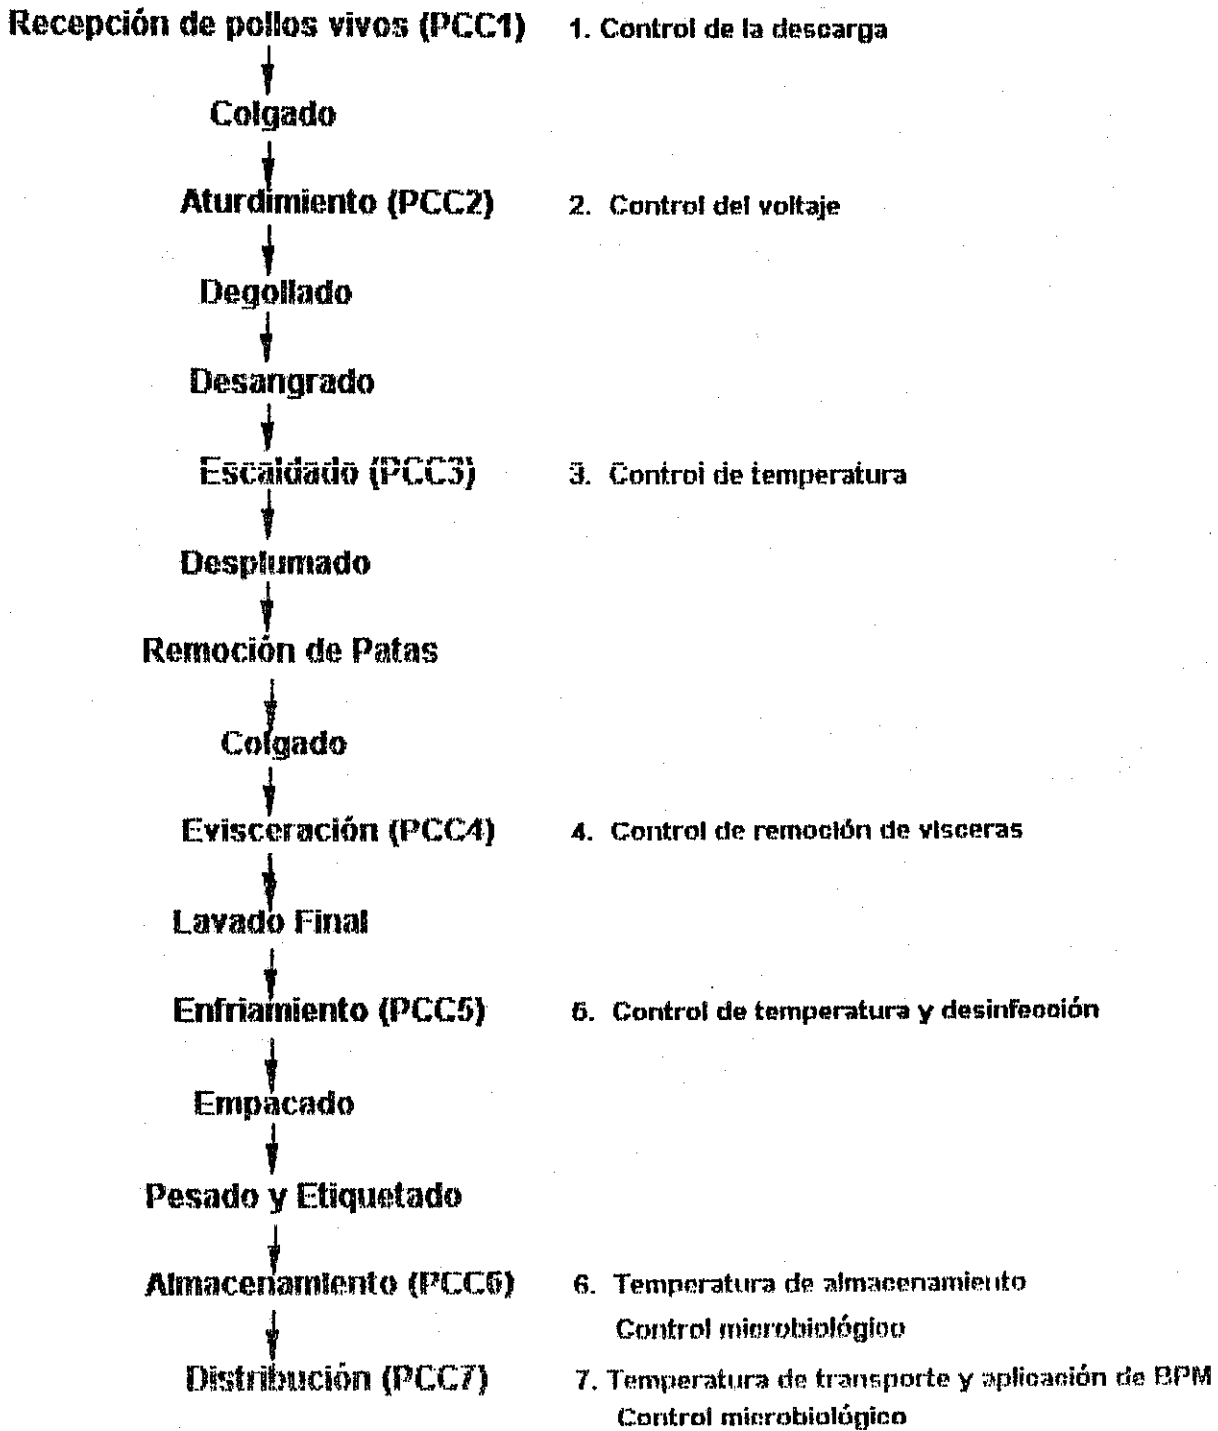 Recepción de pollos vivos (PCC1) 1. Control de la descarga
Colgado
Aturdimiento (PCC2) 2. Control del voltaje
Degollado
Desangrado
Escaldado (PCC3) 3. Control de temperatura
Desplumado
Remoción de Patas
Colgado
Evisceración (PCC4) 4. Control de remoción de vísceras
Lavado Final
Enfriamiento (PCC5) 5. Control de temperatura y desinfección
Empacado
Pesado y Etiquetado
Almacenamiento (PCC6) 6. Temperatura de almacenamiento
Control microbiológico
Distribución (PCC7) 7. Temperatura de transporte y aplicación de BPM
Control microbiológico